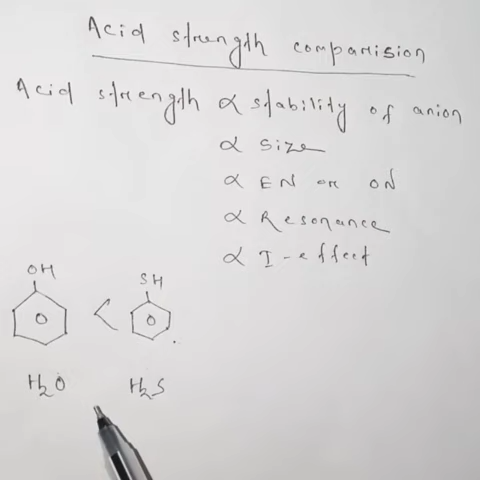 Acid strength comparision
Acid strength ∝ stability of anion
∝ Size
∝ EN or ON
∝ Resonance
∝ I-effect
OH < SH
H₂O H₂S